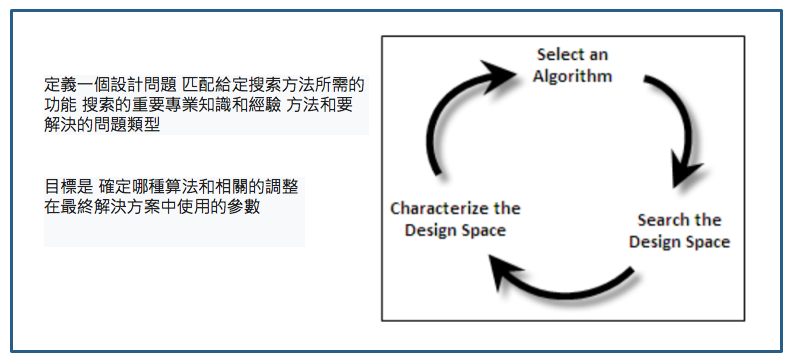 定義一個設計問題 匹配給定搜索方法所需的
功能 搜索的重要專業知識和經驗 方法和要
解決的問題類型
目標是 確定哪種算法和相關的調整
在最終解決方案中使用的參數
Select an
Algorithm
Search the
Design Space
Characterize the
Design Space